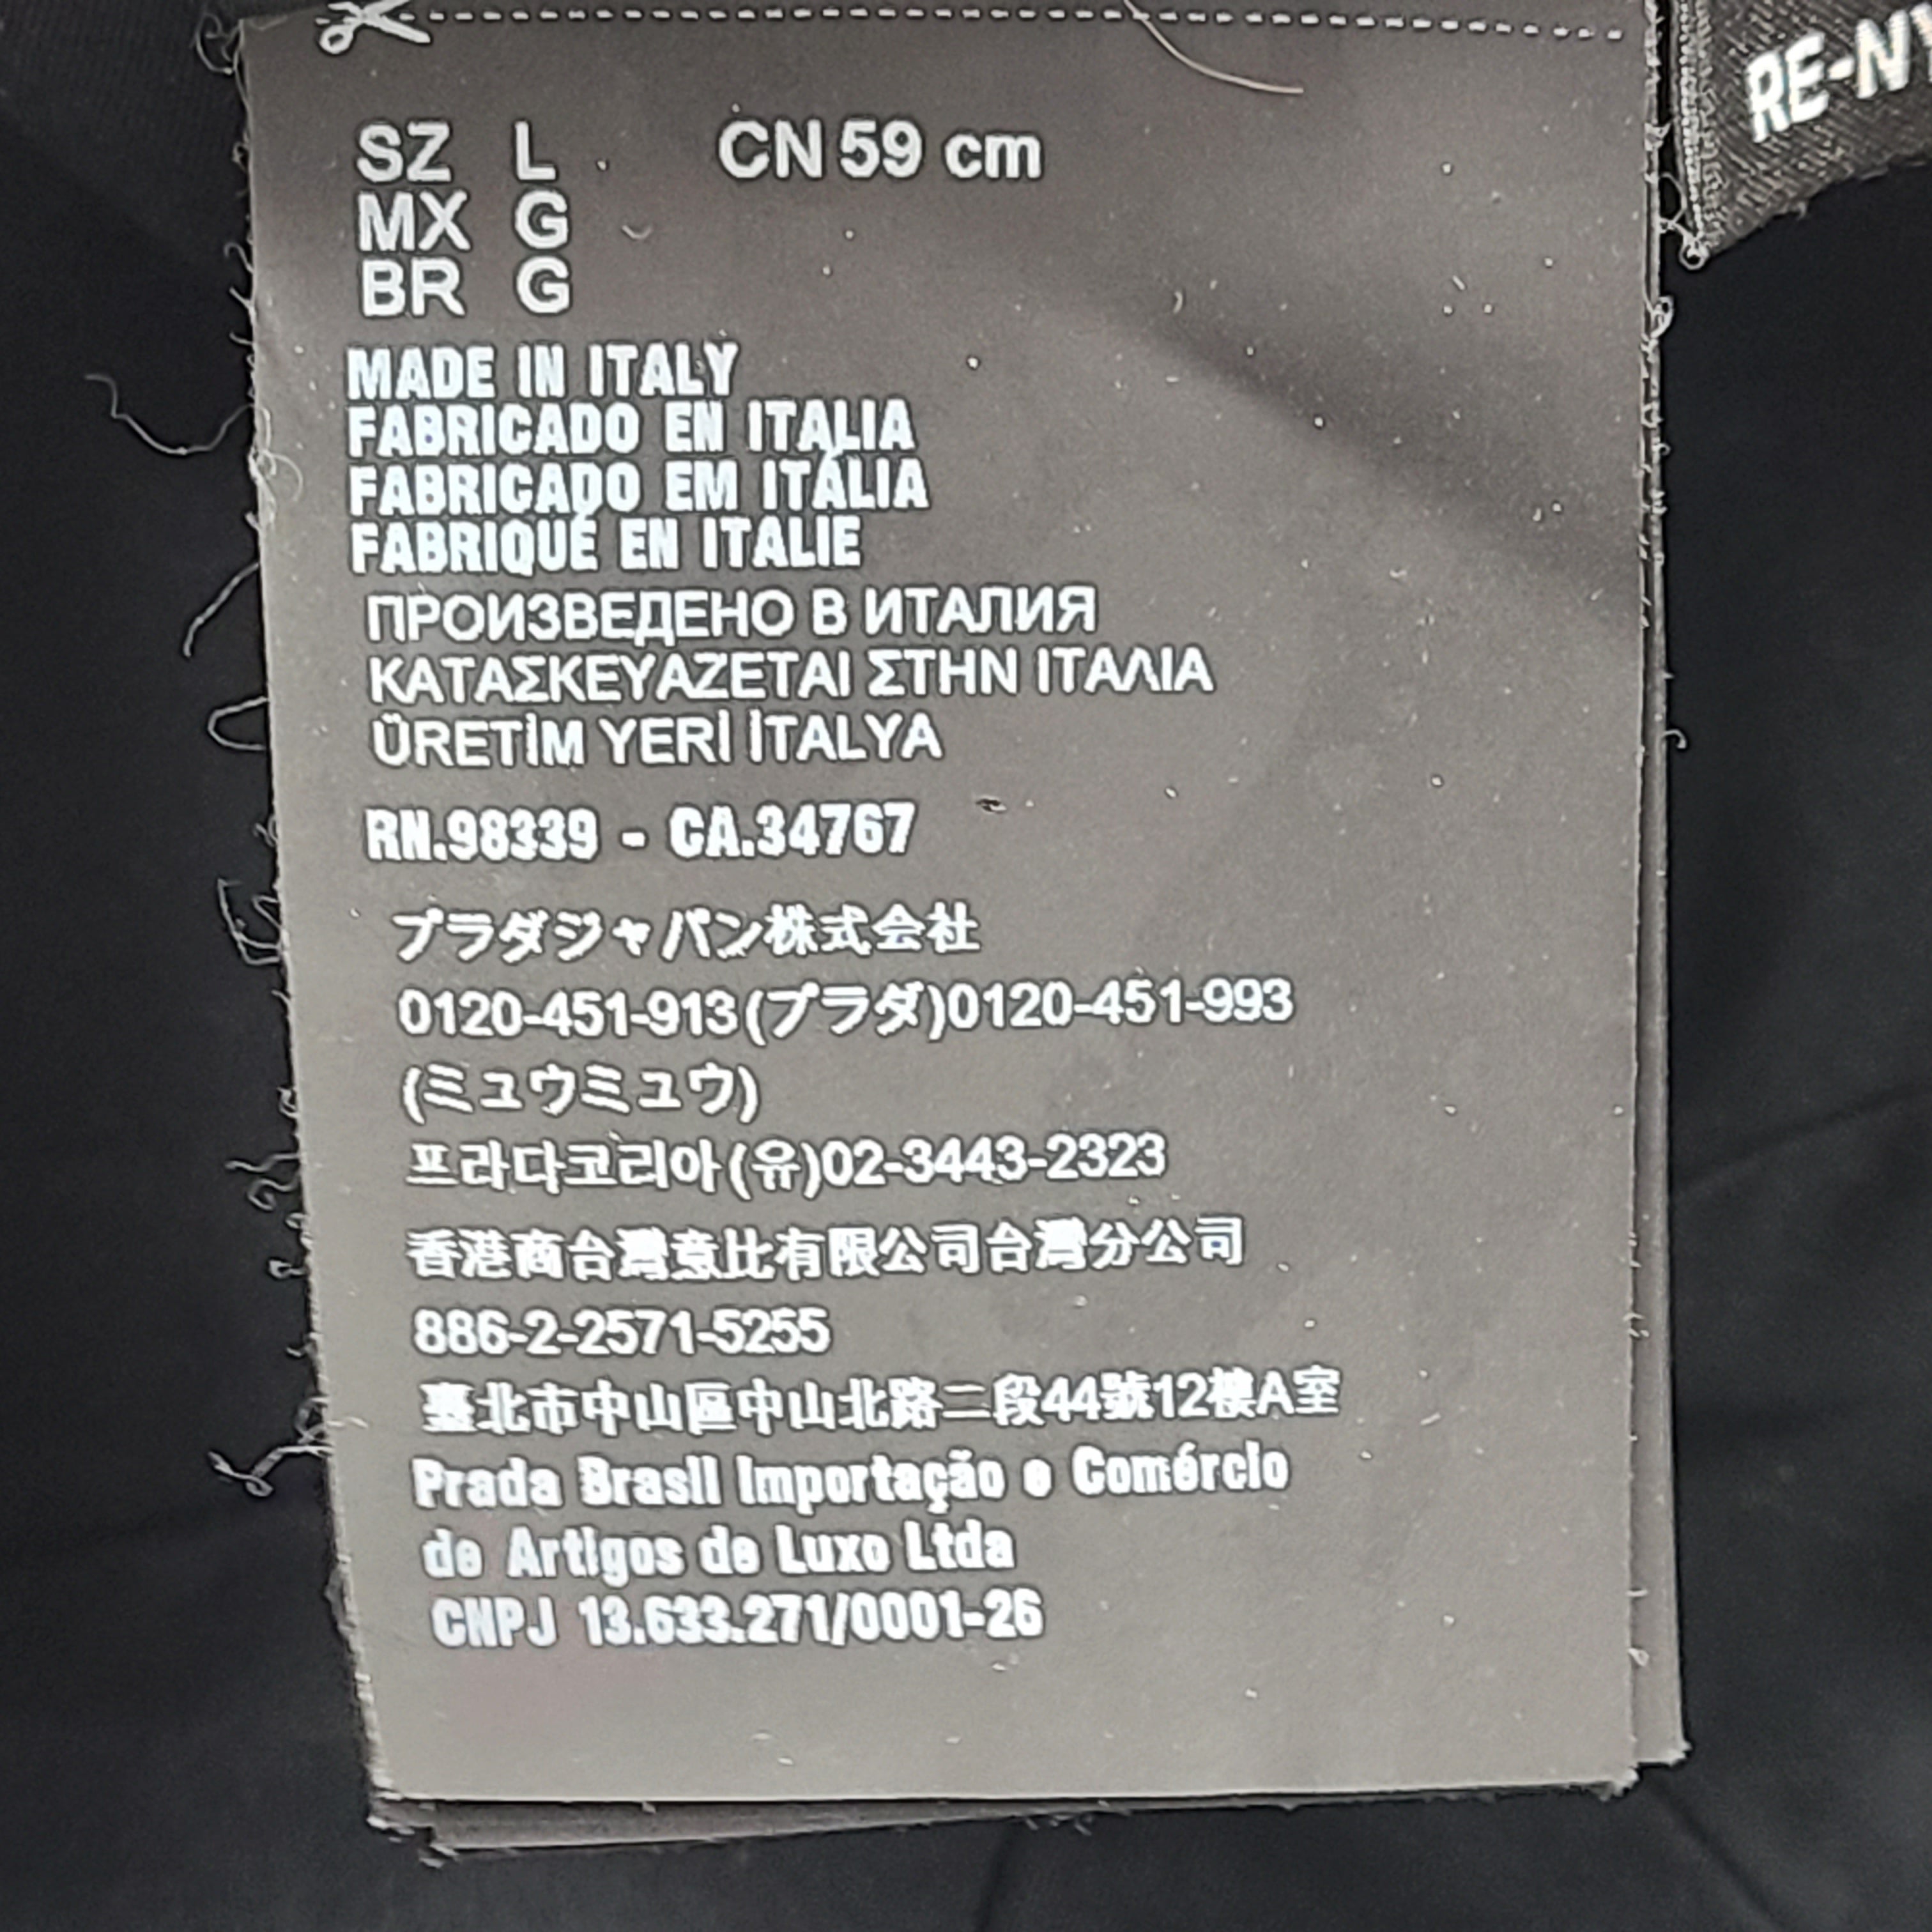 RE-NY
SZ L CN 59 cm
MX G
BR G
MADE IN ITALY
FABRICADO EN ITALIA
FABRICADO EM ITÁLIA
FABRIQUÉ EN ITALIE
ПРОИЗВЕДЕНО В ИТАЛИЯ
ΚΑΤΑΣΚΕΥΆΖΕΤΑΙ ΣΤΗΝ ΙΤΑΛΙΑ
ÜRETİM YERİ İTALYA
RN.98339 - CA.34767
プラダジャパン株式会社
0120-451-913(プラダ)0120-451-993
(ミュウミュウ)
프라다코리아(유)02-3443-2323
香港商台灣意比有限公司台灣分公司
886-2-2571-5255
臺北市中山區中山北路二段44號12樓A室
Prada Brasil Importação e Comércio
de Artigos de Luxo Ltda
CNPJ 13.633.271/0001-26